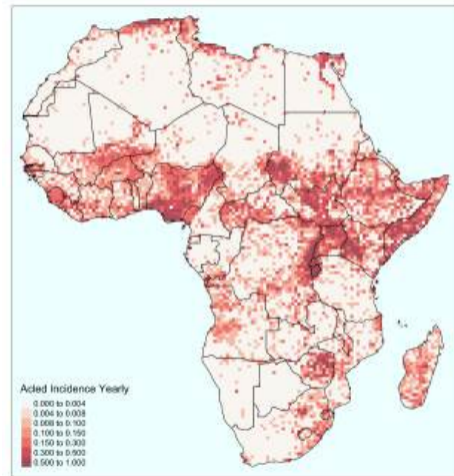 Acled Incidence Yearly
0.000 to 0.004
0.004 to 0.008
0.008 to 0.100
0.100 to 0.150
0.150 to 0.300
0.300 to 0.500
0.500 to 1.000